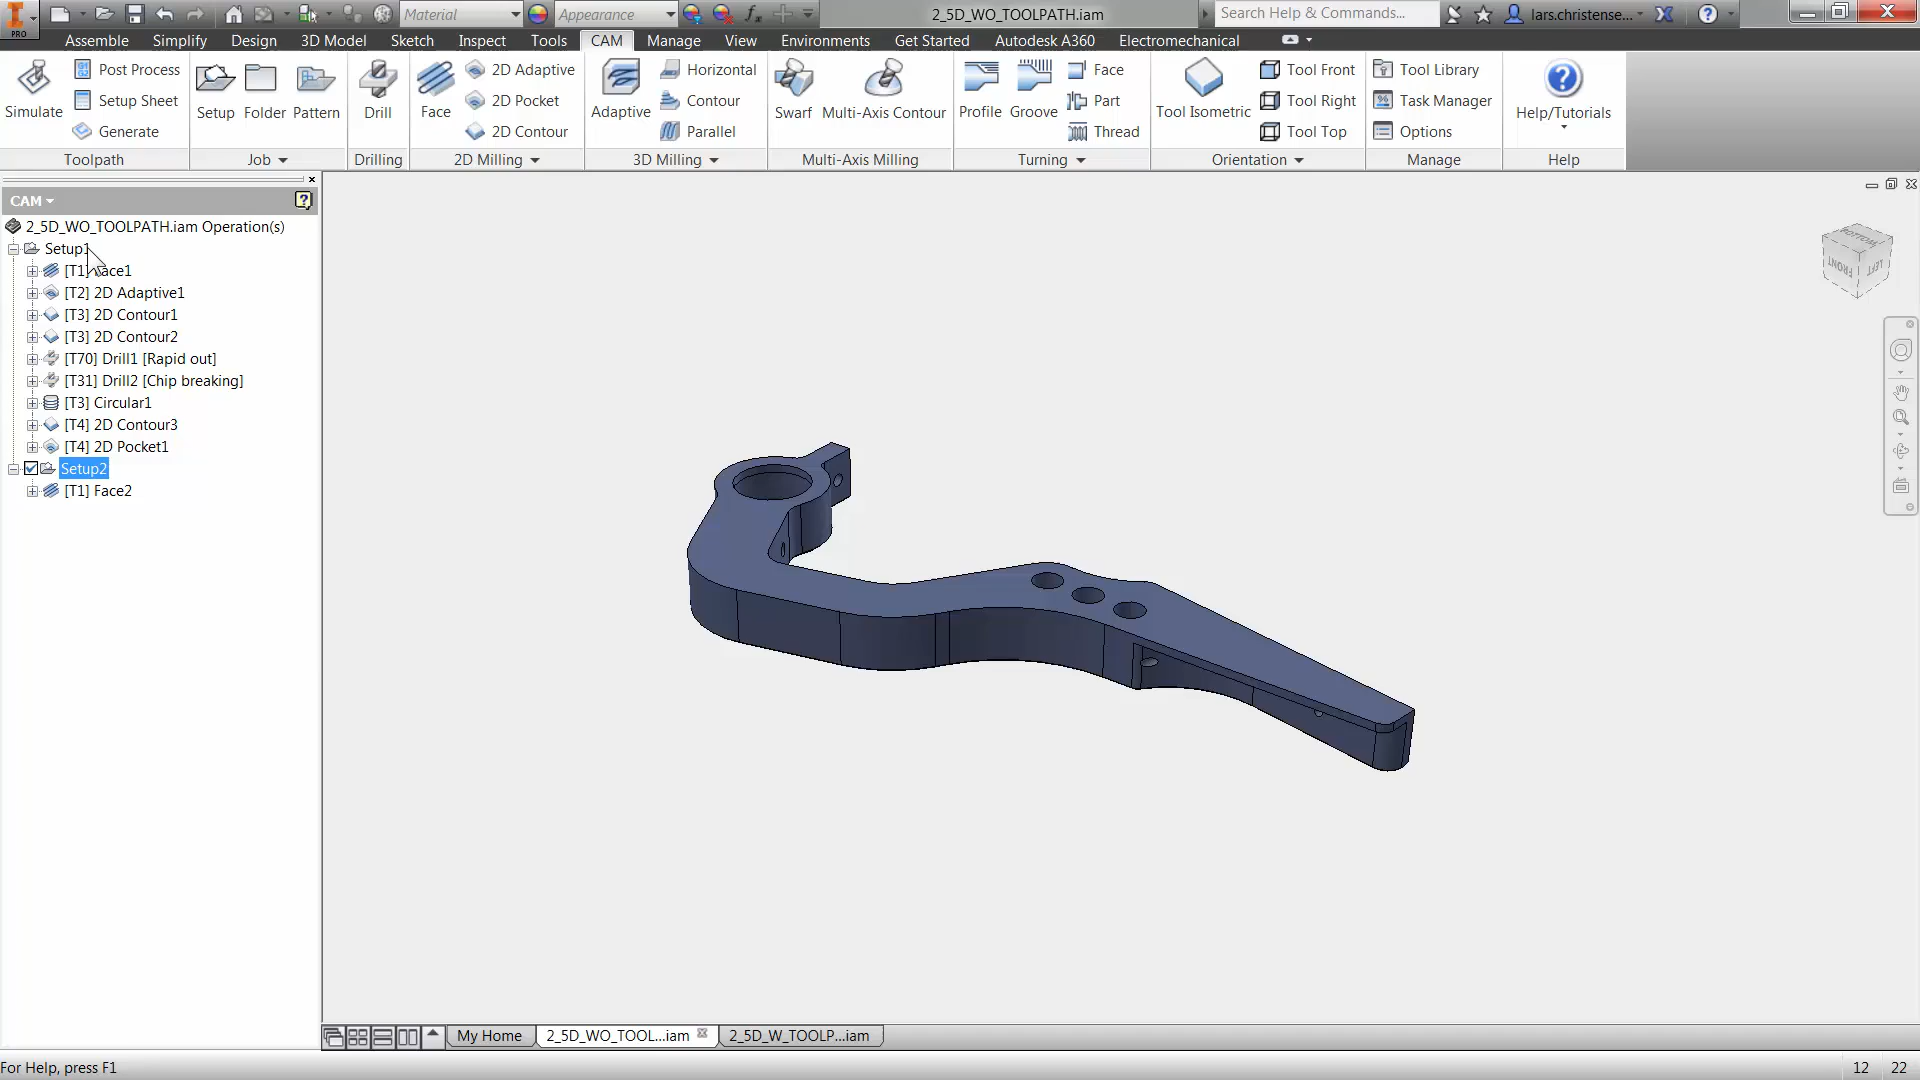 PRO
Material
Appearance
2_5D_WO_TOOLPATH.iam
Search Help & Commands...
lars.christense...
Assemble Simplify Design 3D Model Sketch Inspect Tools CAM Manage View Environments Get Started Autodesk A360 Electromechanical
Simulate Post Process Setup Sheet Generate
Setup Folder Pattern
Drill
Face 2D Adaptive 2D Pocket 2D Contour
Adaptive Horizontal Contour Parallel
Swarf Multi-Axis Contour
Profile Groove Face Part Thread
Tool Isometric Tool Front Tool Right Tool Top
Tool Library Task Manager Options
Help/Tutorials
Toolpath Job Drilling 2D Milling 3D Milling Multi-Axis Milling Turning Orientation Manage Help
CAM
2_5D_WO_TOOLPATH.iam Operation(s)
Setup1
[T1] Face1
[T2] 2D Adaptive1
[T3] 2D Contour1
[T3] 2D Contour2
[T70] Drill1 [Rapid out]
[T31] Drill2 [Chip breaking]
[T3] Circular1
[T4] 2D Contour3
[T4] 2D Pocket1
Setup2
[T1] Face2
BOTTOM
FRONT
LEFT
My Home
2_5D_WO_TOOL...iam
2_5D_W_TOOLP...iam
For Help, press F1
12 22